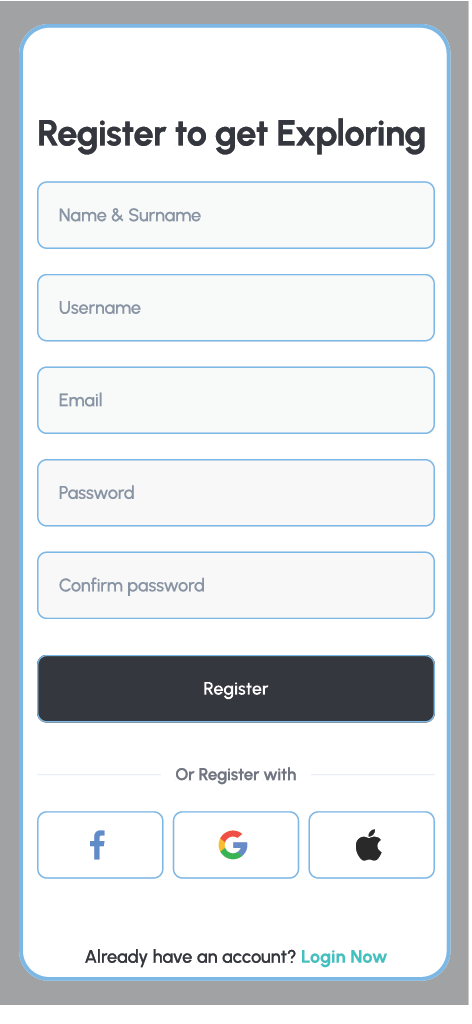 Register to get Exploring
Name & Surname
Username
Email
Password
Confirm password
Register
Or Register with
Already have an account? Login Now